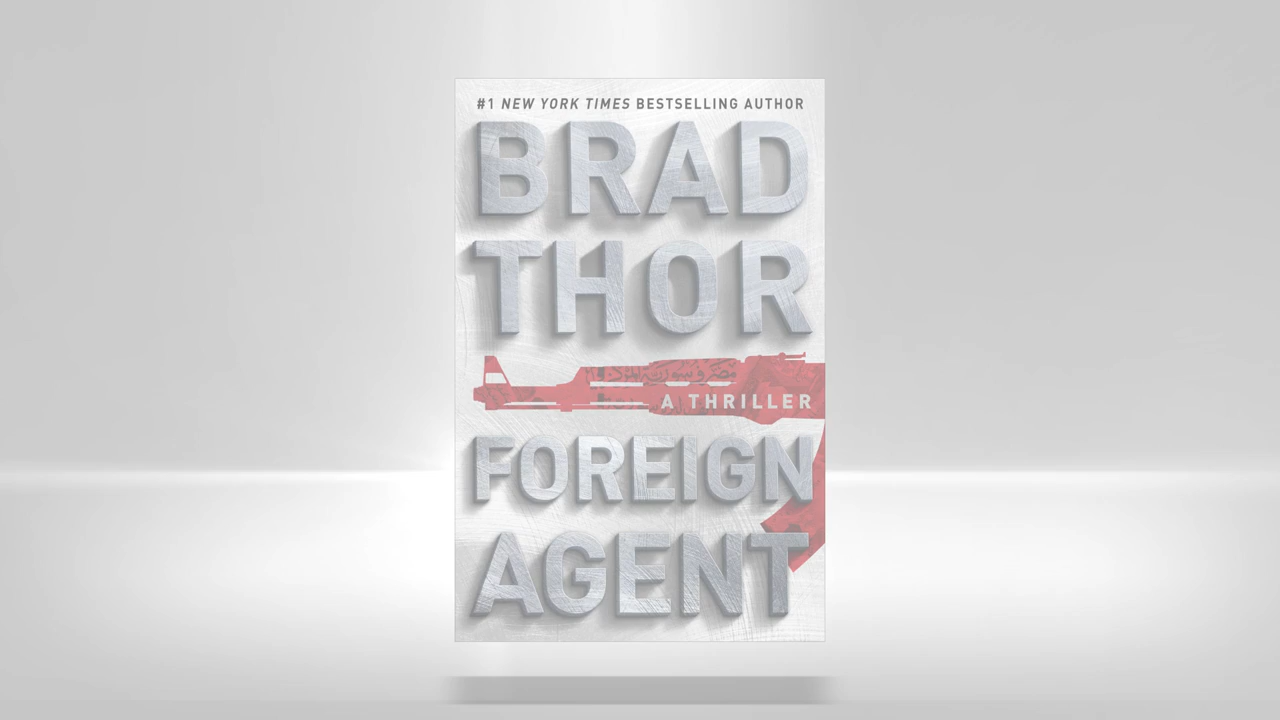 #1 NEW YORK TIMES BESTSELLING AUTHOR
BRAD
THOR
A THRILLER
FOREIGN
AGENT